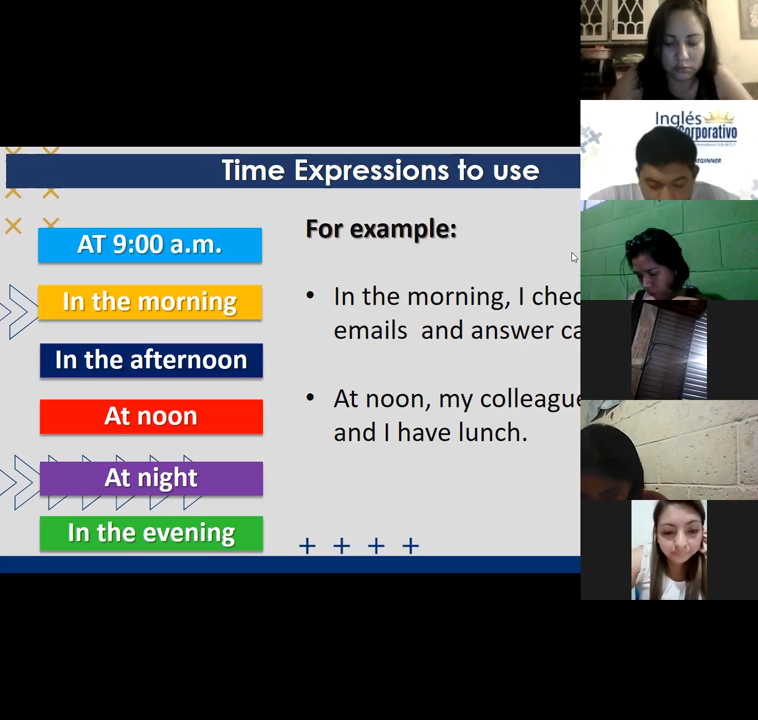 Time Expressions to use
AT 9:00 a.m.
In the morning
In the afternoon
At noon
At night
In the evening
For example:
• In the morning, I chec
emails and answer ca
• At noon, my colleague
and I have lunch.
Inglés
Corporativo